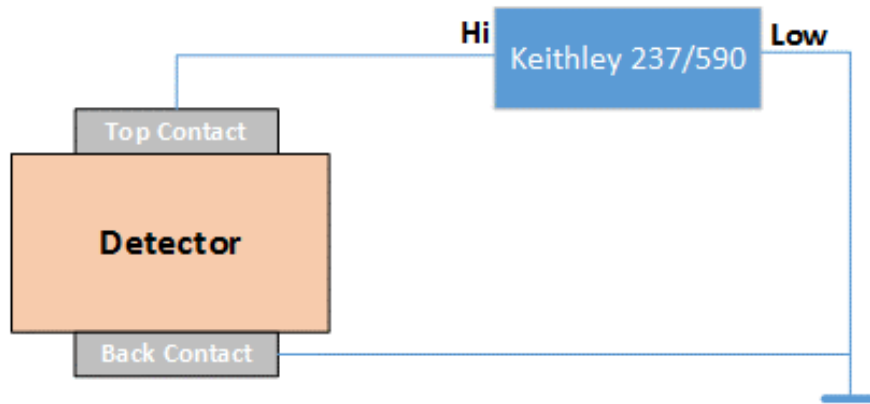 Hi
Keithley 237/590
Low
Top Contact
Detector
Back Contact